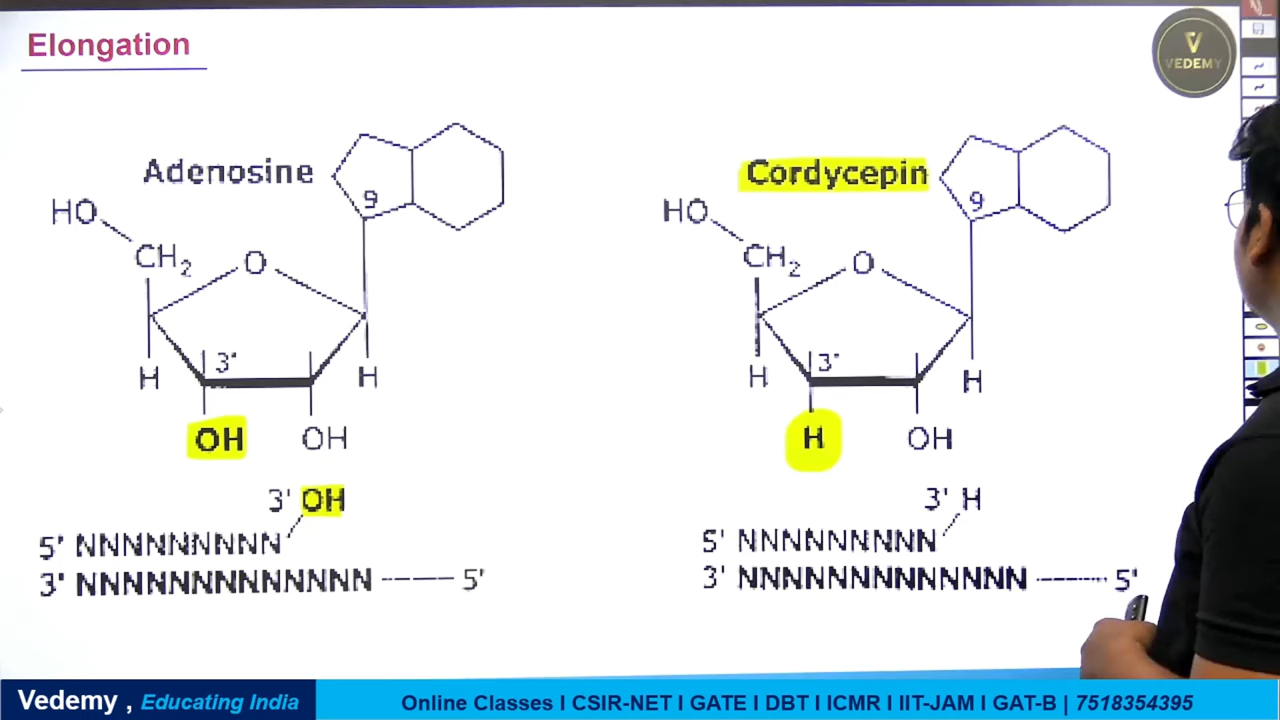 Elongation
VEDEMY
Adenosine
9
HO
CH2
O
3'
H
H
OH
OH
3' OH
5' NNNNNNNNN
3' NNNNNNNNNNNNN ------ 5'
Cordycepin
9
HO
CH2
O
3'
H
H
H
OH
3' H
5' NNNNNNNNN
3' NNNNNNNNNNNNN ------ 5'
Vedemy , Educating India
Online Classes I CSIR-NET I GATE I DBT I ICMR I IIT-JAM I GAT-B | 7518354395